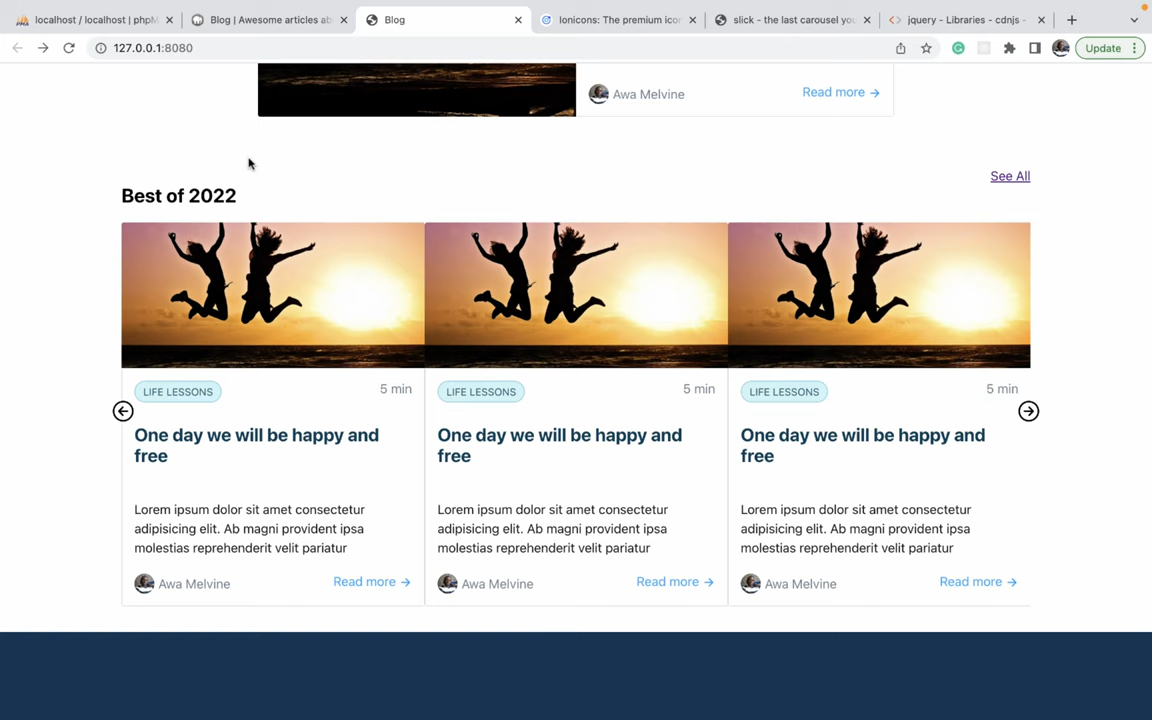 localhost / localhost | phpM
Blog | Awesome articles ab
Blog
Ionicons: The premium icon
slick - the last carousel you
jquery - Libraries - cdnjs -
127.0.0.1:8080
Update
Awa Melvine
Read more →
See All
Best of 2022
LIFE LESSONS 5 min
LIFE LESSONS 5 min
LIFE LESSONS 5 min
One day we will be happy and
free
One day we will be happy and
free
One day we will be happy and
free
Lorem ipsum dolor sit amet consectetur
adipisicing elit. Ab magni provident ipsa
molestias reprehenderit velit pariatur
Lorem ipsum dolor sit amet consectetur
adipisicing elit. Ab magni provident ipsa
molestias reprehenderit velit pariatur
Lorem ipsum dolor sit amet consectetur
adipisicing elit. Ab magni provident ipsa
molestias reprehenderit velit pariatur
Awa Melvine Read more →
Awa Melvine Read more →
Awa Melvine Read more →